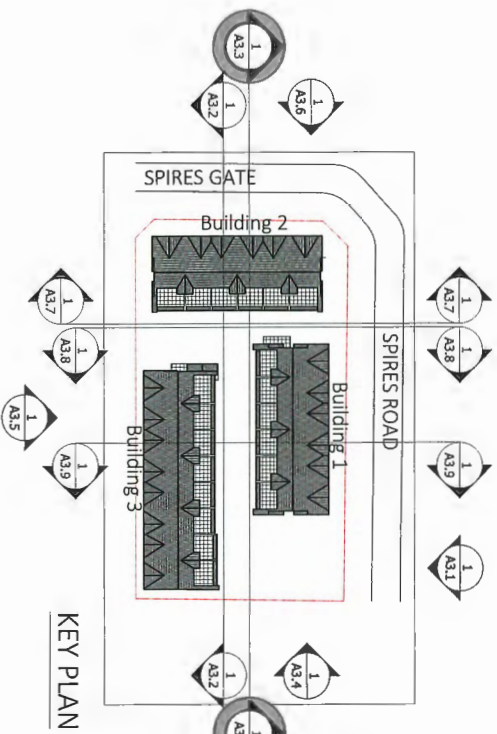 1
A3.3
1
A3.2
1
A3.6
SPIRES GATE
Building 2
1
A3.7
1
A3.8
1
A3.7
1
A3.8
SPIRES ROAD
Building 1
Building 3
1
A3.5
1
A3.9
1
A3.9
1
A3.1
1
A3.2
1
A3.4
1
KEY PLAN